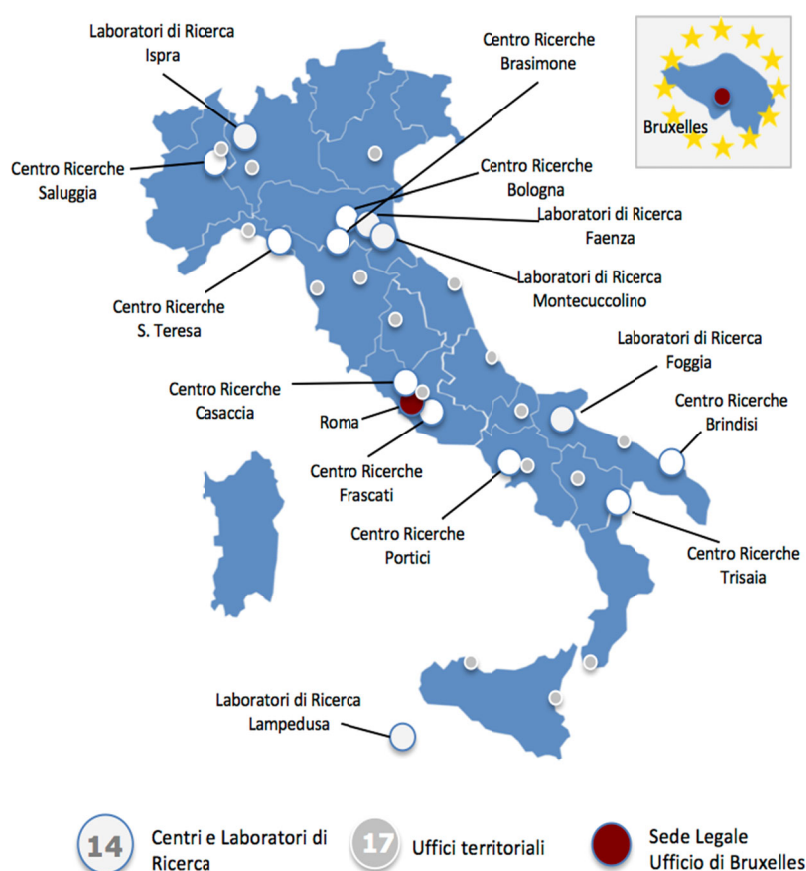 Laboratori di Ricerca
Ispra
Centro Ricerche
Brasimone
Bruxelles
Centro Ricerche
Saluggia
Centro Ricerche
Bologna
Laboratori di Ricerca
Faenza
Laboratori di Ricerca
Montecuccolino
Centro Ricerche
S. Teresa
Laboratori di Ricerca
Foggia
Centro Ricerche
Casaccia
Roma
Centro Ricerche
Brindisi
Centro Ricerche
Frascati
Centro Ricerche
Portici
Centro Ricerche
Trisaia
Laboratori di Ricerca
Lampedusa
14
Centri e Laboratori di
Ricerca
17
Uffici territoriali
Sede Legale
Ufficio di Bruxelles